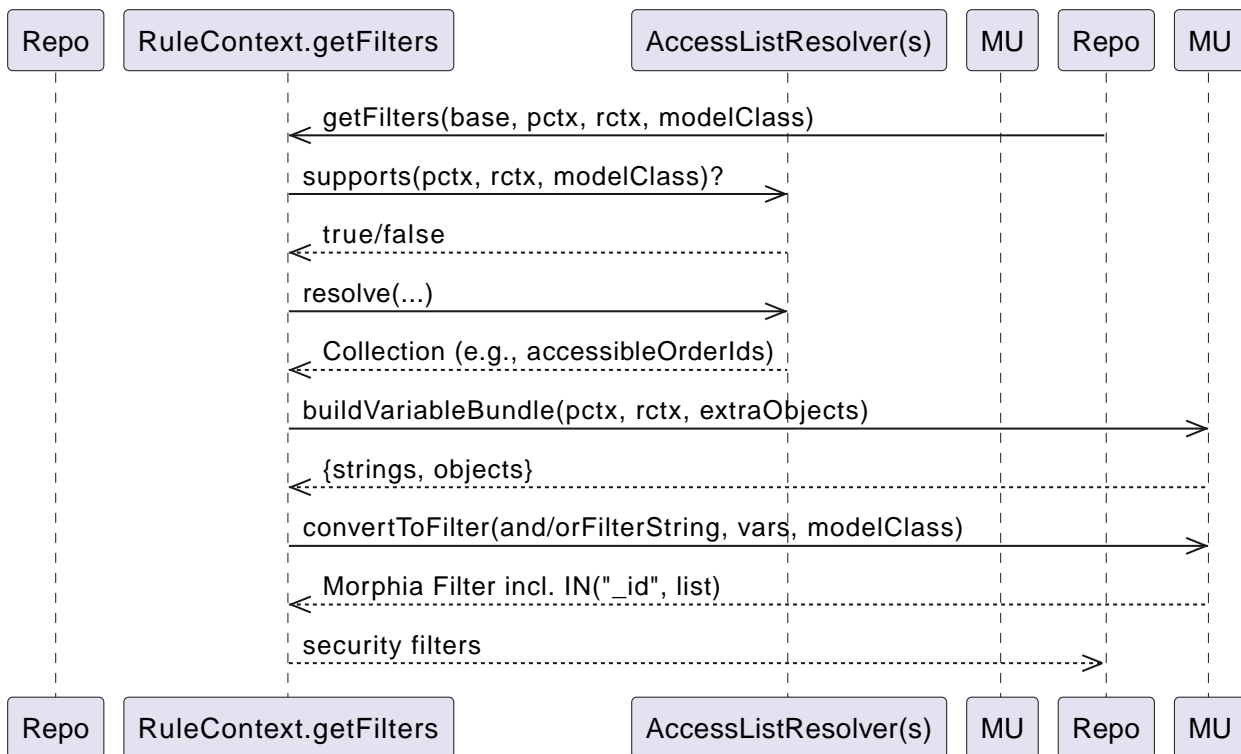 Repo
RuleContext.getFilters
AccessListResolver(s)
MU
Repo
MU
getFilters(base, pctx, rctx, modelClass)
supports(pctx, rctx, modelClass)?
true/false
resolve(...)
Collection (e.g., accessibleOrderIds)
buildVariableBundle(pctx, rctx, extraObjects)
{strings, objects}
convertToFilter(and/orFilterString, vars, modelClass)
Morphia Filter incl. IN("_id", list)
security filters
Repo
RuleContext.getFilters
AccessListResolver(s)
MU
Repo
MU